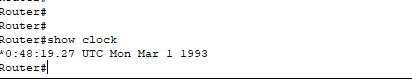 Router#
Router#
Router#show clock
*0:48:19.27 UTC Mon Mar 1 1993
Router#